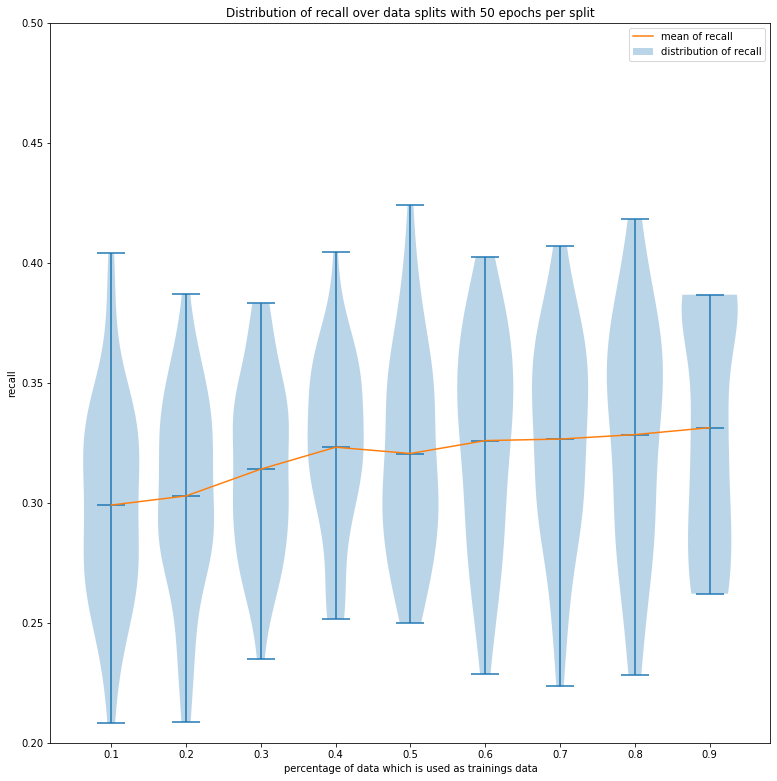 Distribution of recall over data splits with 50 epochs per split
mean of recall
distribution of recall
0.50
0.45
0.40
0.35
0.30
0.25
0.20
recall
0.1 0.2 0.3 0.4 0.5 0.6 0.7 0.8 0.9
percentage of data which is used as trainings data